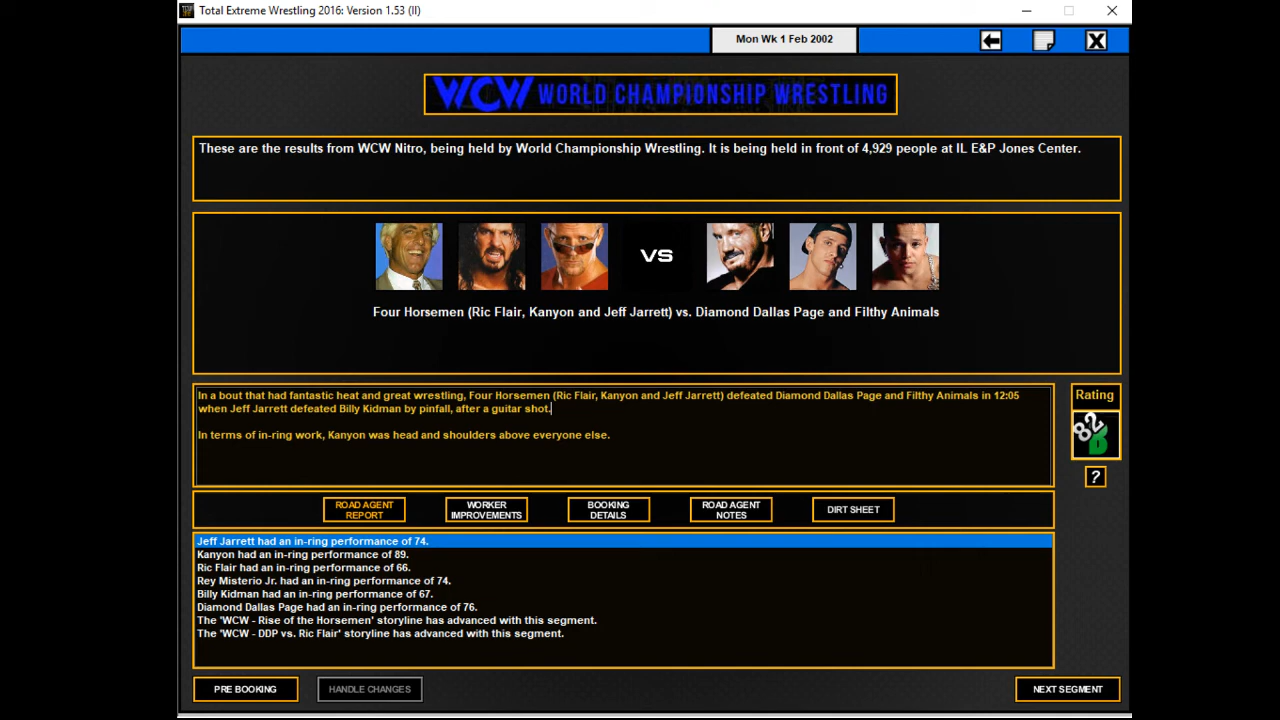 Total Extreme Wrestling 2016: Version 1.53 (II)
Mon Wk 1 Feb 2002
WCW WORLD CHAMPIONSHIP WRESTLING
These are the results from WCW Nitro, being held by World Championship Wrestling. It is being held in front of 4,929 people at IL E&P Jones Center.
VS
Four Horsemen (Ric Flair, Kanyon and Jeff Jarrett) vs. Diamond Dallas Page and Filthy Animals
In a bout that had fantastic heat and great wrestling, Four Horsemen (Ric Flair, Kanyon and Jeff Jarrett) defeated Diamond Dallas Page and Filthy Animals in 12:05
when Jeff Jarrett defeated Billy Kidman by pinfall, after a guitar shot.
In terms of in-ring work, Kanyon was head and shoulders above everyone else.
Rating
82
B
?
ROAD AGENT
REPORT
WORKER
IMPROVEMENTS
BOOKING
DETAILS
ROAD AGENT
NOTES
DIRT SHEET
Jeff Jarrett had an in-ring performance of 74.
Kanyon had an in-ring performance of 89.
Ric Flair had an in-ring performance of 66.
Rey Misterio Jr. had an in-ring performance of 74.
Billy Kidman had an in-ring performance of 67.
Diamond Dallas Page had an in-ring performance of 76.
The 'WCW - Rise of the Horsemen' storyline has advanced with this segment.
The 'WCW - DDP vs. Ric Flair' storyline has advanced with this segment.
PRE BOOKING
HANDLE CHANGES
NEXT SEGMENT